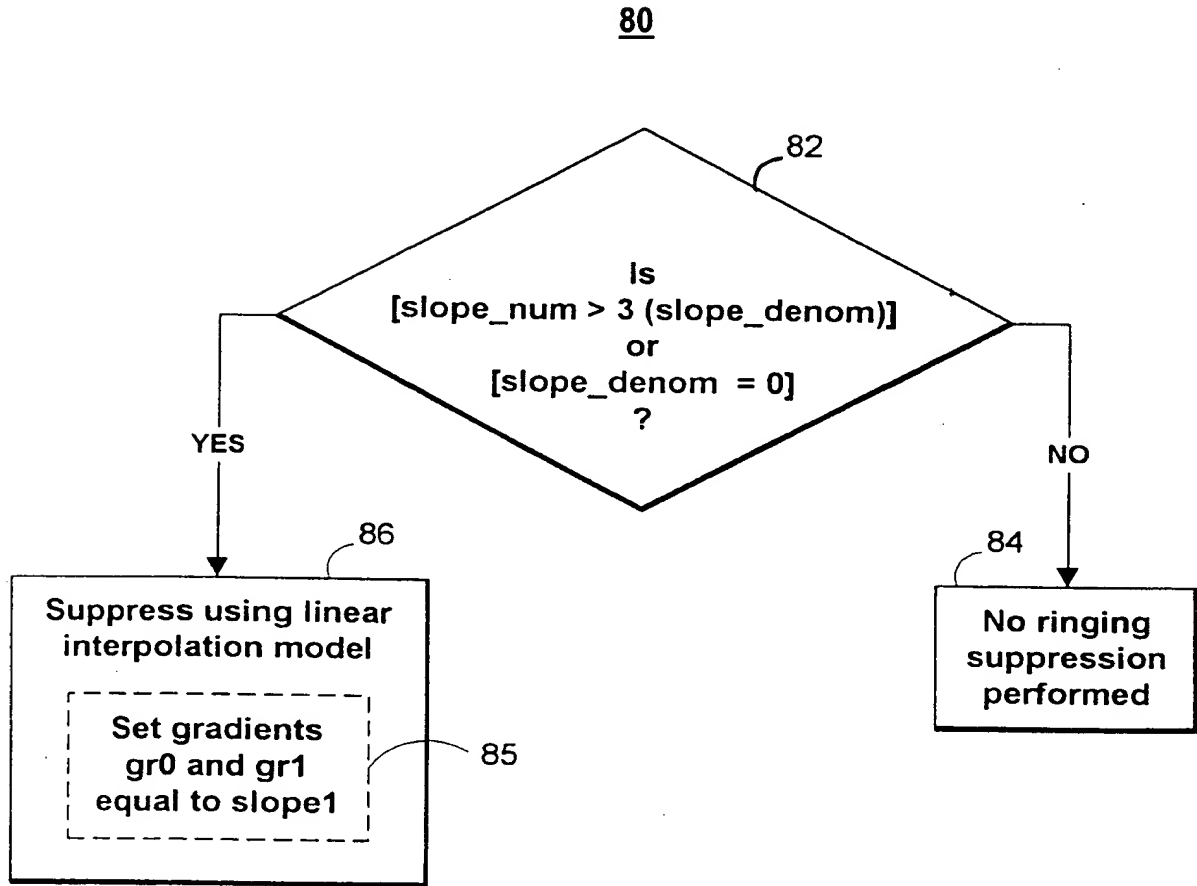 80
82
Is
[slope_num > 3 (slope_denom)]
or
[slope_denom = 0]
?
YES
NO
86
Suppress using linear
interpolation model
Set gradients
gr0 and gr1
equal to slope1
85
84
No ringing
suppression
performed